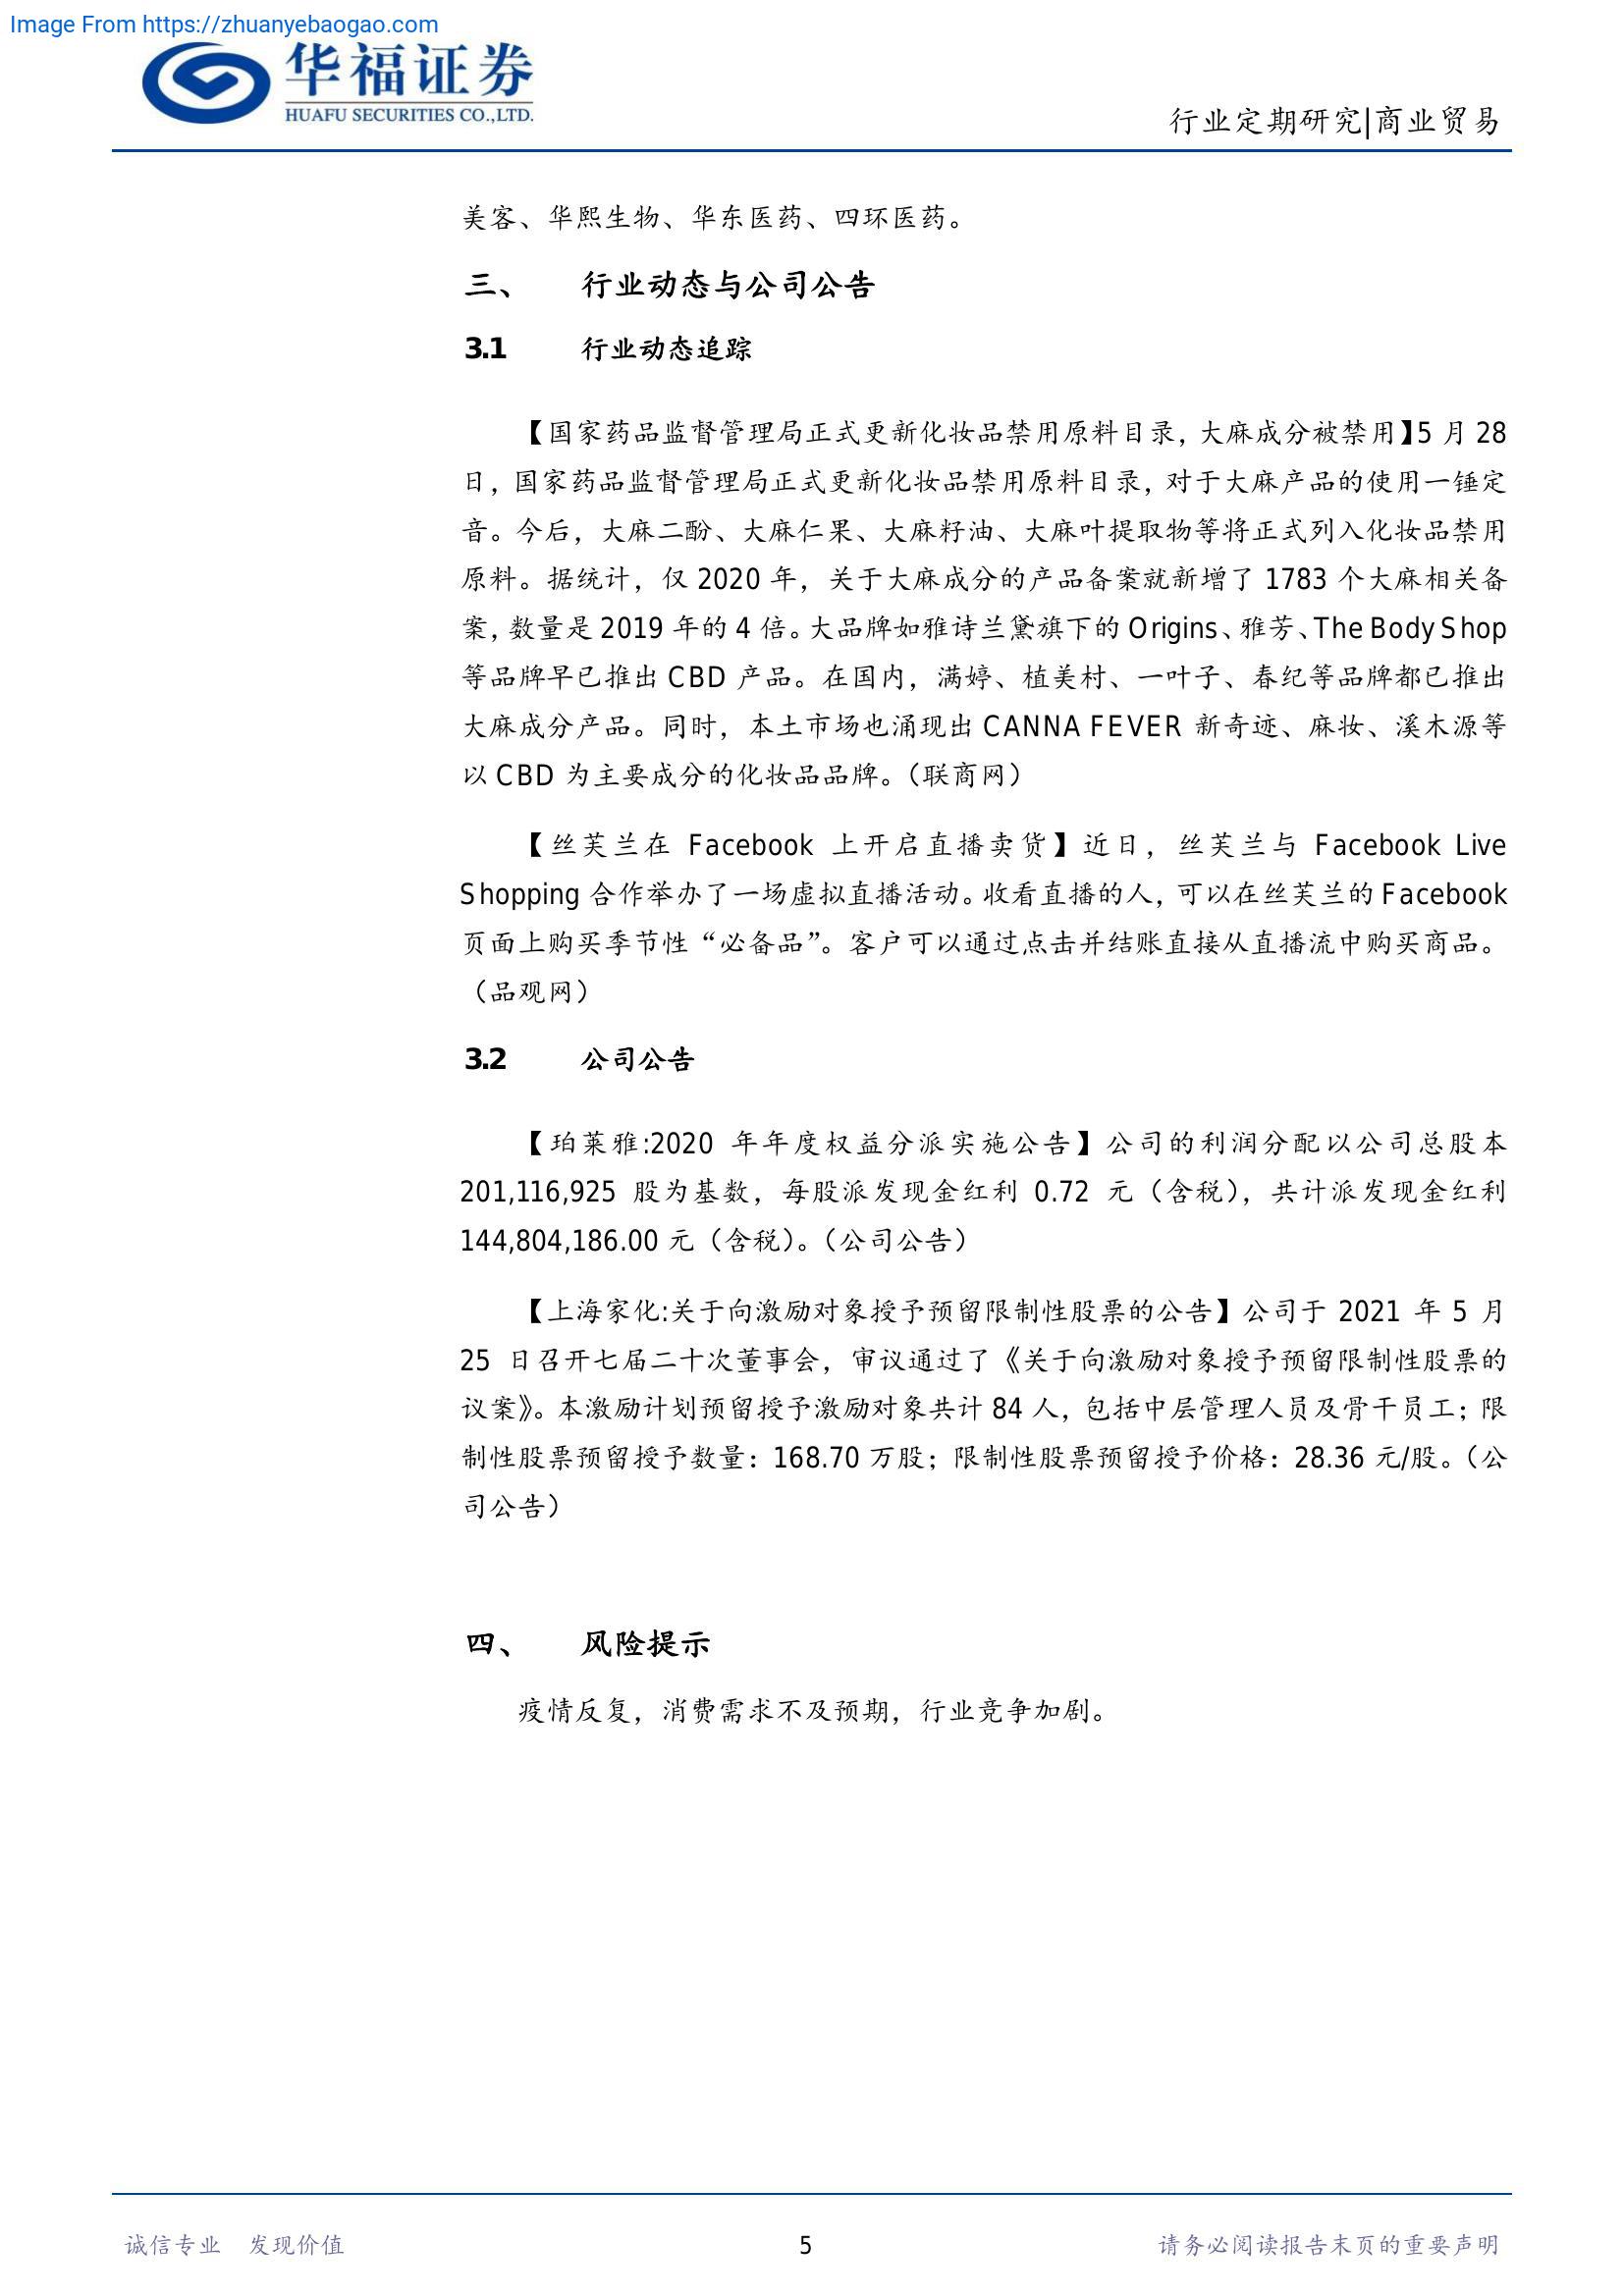 Image From https://zhuanyebaogao.com
华福证券
HUAFU SECURITIES CO.,LTD.
行业定期研究|商业贸易
美客、华熙生物、华东医药、四环医药。
三、 行业动态与公司公告
3.1 行业动态追踪
【国家药品监督管理局正式更新化妆品禁用原料目录，大麻成分被禁用】5 月 28
日，国家药品监督管理局正式更新化妆品禁用原料目录，对于大麻产品的使用一锤定
音。今后，大麻二酚、大麻仁果、大麻籽油、大麻叶提取物等将正式列入化妆品禁用
原料。据统计，仅 2020 年，关于大麻成分的产品备案就新增了 1783 个大麻相关备
案，数量是 2019 年的 4 倍。大品牌如雅诗兰黛旗下的 Origins、雅芳、The Body Shop
等品牌早已推出 CBD 产品。在国内，满婷、植美村、一叶子、春纪等品牌都已推出
大麻成分产品。同时，本土市场也涌现出 CANNA FEVER 新奇迹、麻妆、溪木源等
以 CBD 为主要成分的化妆品品牌。（联商网）
【丝芙兰在 Facebook 上开启直播卖货】近日，丝芙兰与 Facebook Live
Shopping 合作举办了一场虚拟直播活动。收看直播的人，可以在丝芙兰的 Facebook
页面上购买季节性“必备品”。客户可以通过点击并结账直接从直播流中购买商品。
（品观网）
3.2 公司公告
【珀莱雅:2020 年年度权益分派实施公告】公司的利润分配以公司总股本
201,116,925 股为基数，每股派发现金红利 0.72 元（含税），共计派发现金红利
144,804,186.00 元（含税）。（公司公告）
【上海家化:关于向激励对象授予预留限制性股票的公告】公司于 2021 年 5 月
25 日召开七届二十次董事会，审议通过了《关于向激励对象授予预留限制性股票的
议案》。本激励计划预留授予激励对象共计 84 人，包括中层管理人员及骨干员工；限
制性股票预留授予数量：168.70 万股；限制性股票预留授予价格：28.36 元/股。（公
司公告）
四、 风险提示
疫情反复，消费需求不及预期，行业竞争加剧。
诚信专业 发现价值
5
请务必阅读报告末页的重要声明